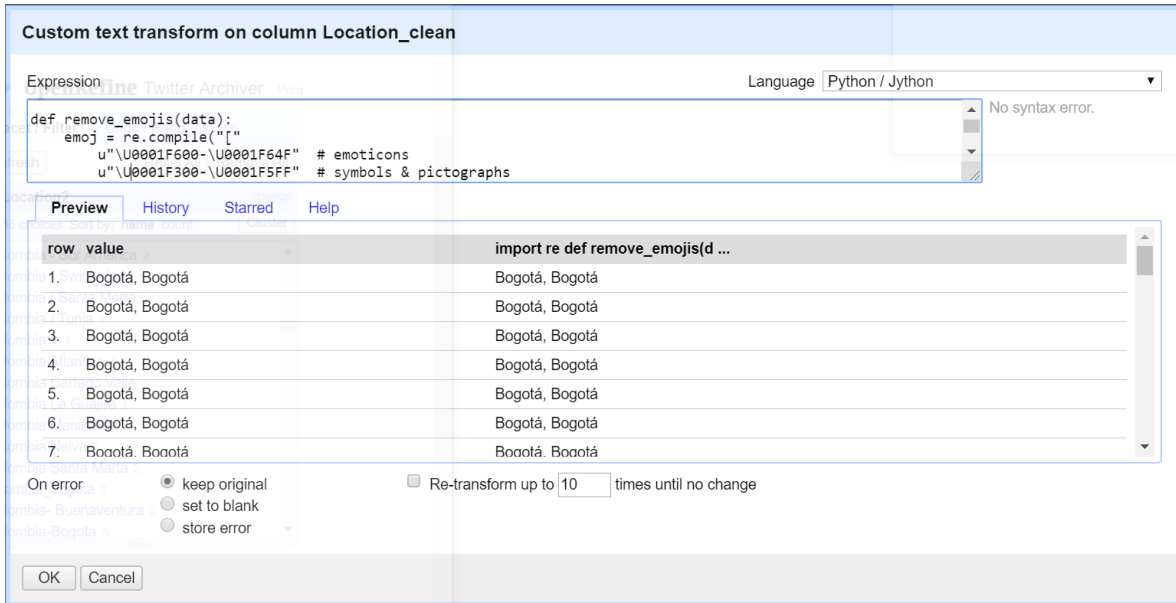 Custom text transform on column Location_clean
Expression
Language Python / Jython
OpenRefine Twitter Archiver
def remove_emojis(data):
    emoj = re.compile("["
        u"\U0001F600-\U0001F64F"  # emoticons
        u"\U0001F300-\U0001F5FF"  # symbols & pictographs
No syntax error.
Preview History Starred Help
row value import re def remove_emojis(d ...
1. Bogotá, Bogotá Bogotá, Bogotá
2. Bogotá, Bogotá Bogotá, Bogotá
3. Bogotá, Bogotá Bogotá, Bogotá
4. Bogotá, Bogotá Bogotá, Bogotá
5. Bogotá, Bogotá Bogotá, Bogotá
6. Bogotá, Bogotá Bogotá, Bogotá
7. Bogotá, Bogotá Bogotá, Bogotá
On error keep original Re-transform up to 10 times until no change
set to blank
store error
OK Cancel